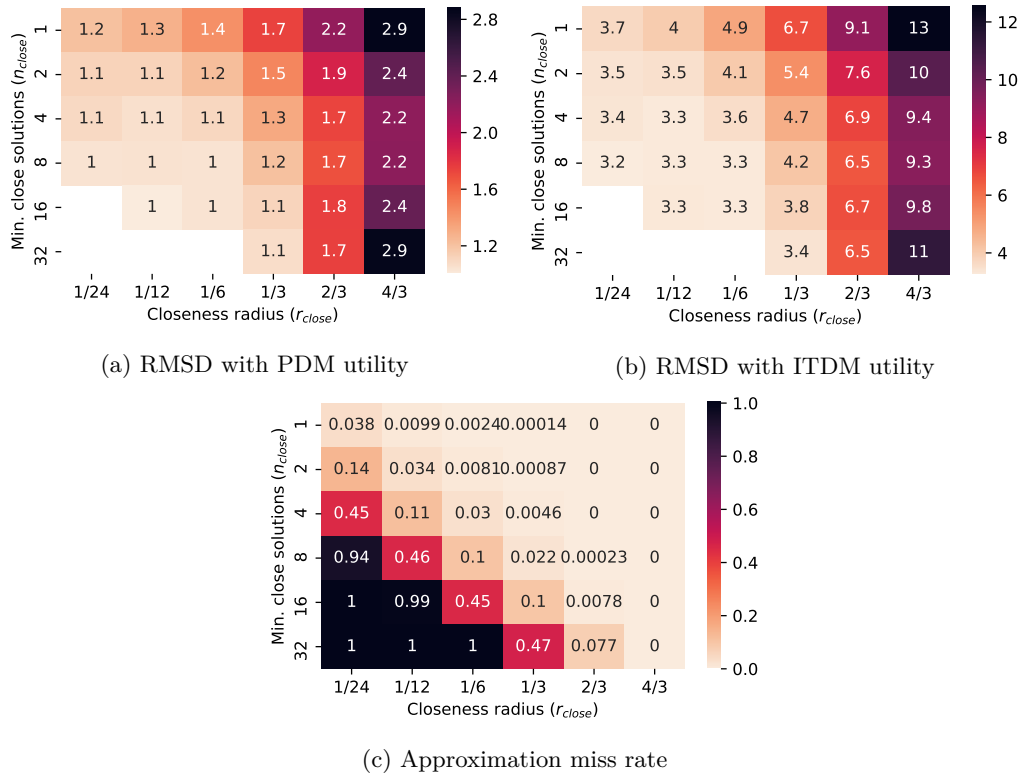 1.2 1.3 1.4 1.7 2.2 2.9
1.1 1.1 1.2 1.5 1.9 2.4
1.1 1.1 1.1 1.3 1.7 2.2
1 1 1 1.2 1.7 2.2
1 1 1.1 1.8 2.4
1.1 1.7 2.9
1 2 4 8 16 32
Min. close solutions (n_close)
1/24 1/12 1/6 1/3 2/3 4/3
Closeness radius (r_close)
2.8
2.4
2.0
1.6
1.2
(a) RMSD with PDM utility
3.7 4 4.9 6.7 9.1 13
3.5 3.5 4.1 5.4 7.6 10
3.4 3.3 3.6 4.7 6.9 9.4
3.2 3.3 3.3 4.2 6.5 9.3
3.3 3.3 3.8 6.7 9.8
3.4 6.5 11
1 2 4 8 16 32
Min. close solutions (n_close)
1/24 1/12 1/6 1/3 2/3 4/3
Closeness radius (r_close)
12
10
8
6
4
(b) RMSD with ITDM utility
0.038 0.0099 0.0024 0.00014 0 0
0.14 0.034 0.0081 0.00087 0 0
0.45 0.11 0.03 0.0046 0 0
0.94 0.46 0.1 0.022 0.00023 0
1 0.99 0.45 0.1 0.0078 0
1 1 1 0.47 0.077 0
1 2 4 8 16 32
Min. close solutions (n_close)
1/24 1/12 1/6 1/3 2/3 4/3
Closeness radius (r_close)
1.0
0.8
0.6
0.4
0.2
0.0
(c) Approximation miss rate